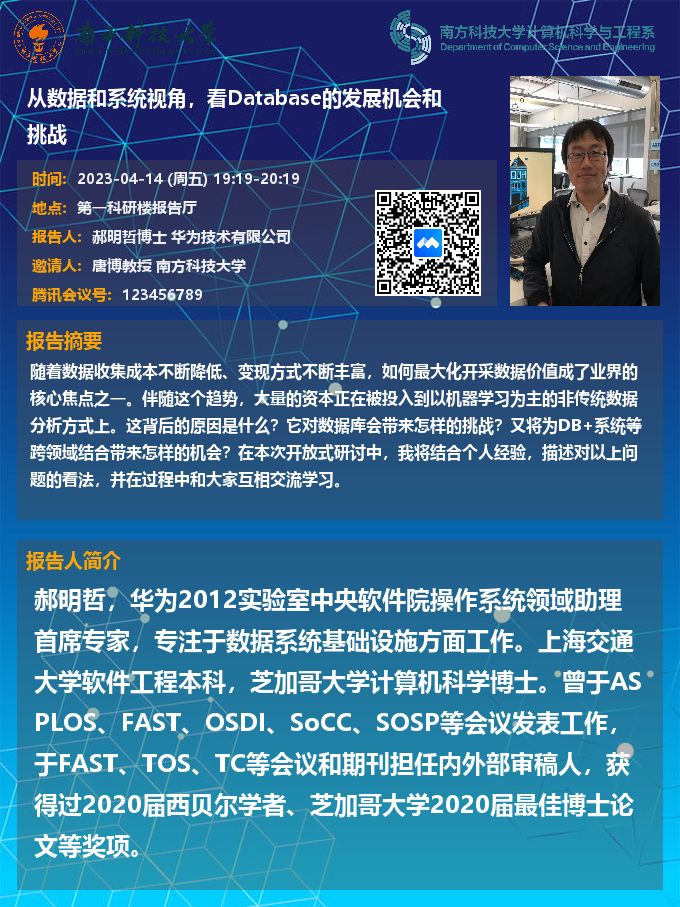 南方科技大学
南方科技大学计算机科学与工程系
Department of Computer Science and Engineering
从数据和系统视角，看Database的发展机会和
挑战
时间：2023-04-14 (周五) 19:19-20:19
地点：第一科研楼报告厅
报告人：郝明哲博士 华为技术有限公司
邀请人：唐博教授 南方科技大学
腾讯会议号：123456789
报告摘要
随着数据收集成本不断降低、变现方式不断丰富，如何最大化开采数据价值成了业界的
核心焦点之一。伴随这个趋势，大量的资本正在被投入到以机器学习为主的非传统数据
分析方式上。这背后的原因是什么？它对数据库会带来怎样的挑战？又将为DB+系统等
跨领域结合带来怎样的机会？在本次开放式研讨中，我将结合个人经验，描述对以上问
题的看法，并在过程中和大家互相交流学习。
报告人简介
郝明哲，华为2012实验室中央软件院操作系统领域助理
首席专家，专注于数据系统基础设施方面工作。上海交通
大学软件工程本科，芝加哥大学计算机科学博士。曾于AS
PLOS、FAST、OSDI、SoCC、SOSP等会议发表工作，
于FAST、TOS、TC等会议和期刊担任内外部审稿人，获
得过2020届西贝尔学者、芝加哥大学2020届最佳博士论
文等奖项。